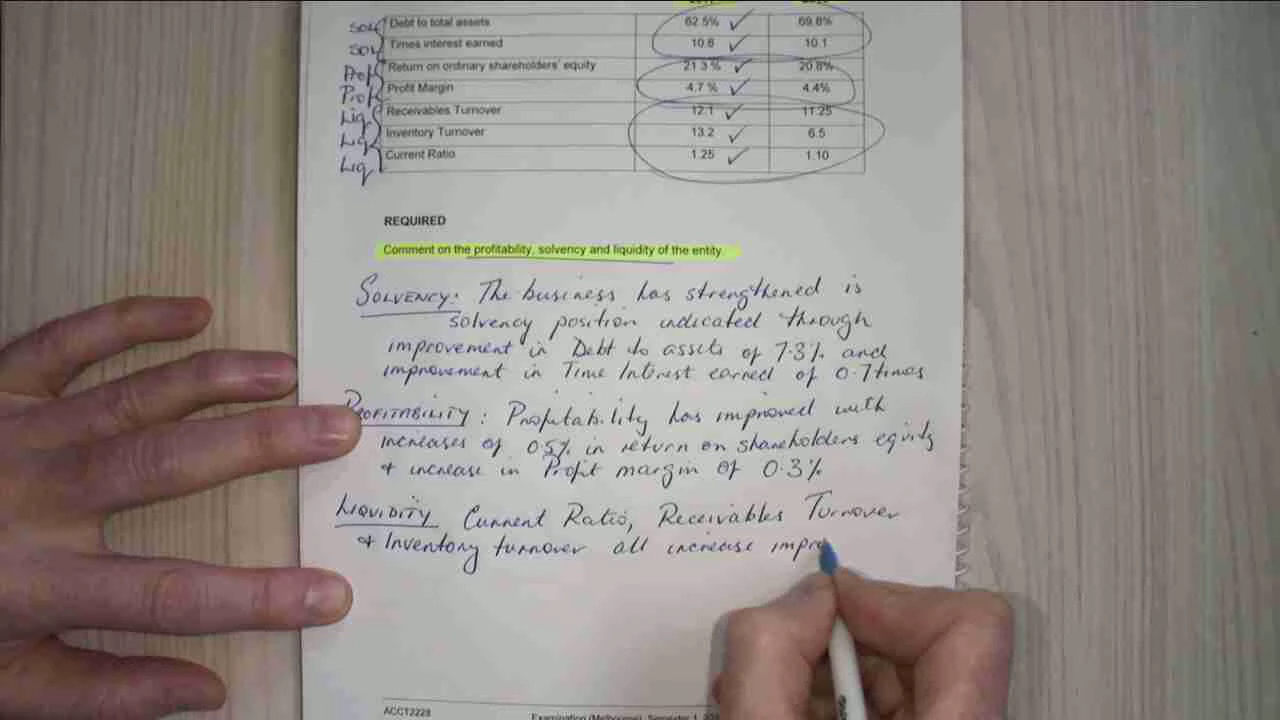 Solv Debt to total assets 62.5% ✓ 69.8%
Solv Times interest earned 10.8 ✓ 10.1
Prof Return on ordinary shareholders' equity 21.3 % ✓ 20.8%
Prof Profit Margin 4.7 % ✓ 4.4%
Liq Receivables Turnover 12.1 ✓ 11.25
Liq Inventory Turnover 13.2 ✓ 6.5
Liq Current Ratio 1.25 ✓ 1.10
REQUIRED
Comment on the profitability, solvency and liquidity of the entity.
SOLVENCY: The business has strengthened is
solvency position indicated through
improvement in Debt to assets of 7.3% and
improvement in Time Interest earned of 0.7 times
PROFITABILITY: Profitability has improved with
increases of 0.5% in return on shareholders equity
+ increase in Profit margin of 0.3%
LIQUIDITY Current Ratio, Receivables Turnover
+ Inventory turnover all increase impro
ACCT2228
Examination (Melbourne), Semester 1,